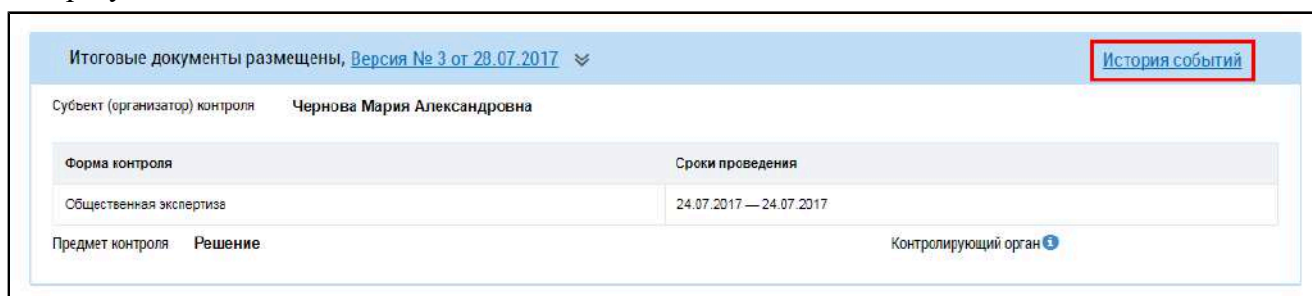 Итоговые документы размещены, Версия № 3 от 28.07.2017 История событий
Субъект (организатор) контроля Чернова Мария Александровна
Форма контроля Сроки проведения
Общественная экспертиза 24.07.2017 — 24.07.2017
Предмет контроля Решение Контролирующий орган